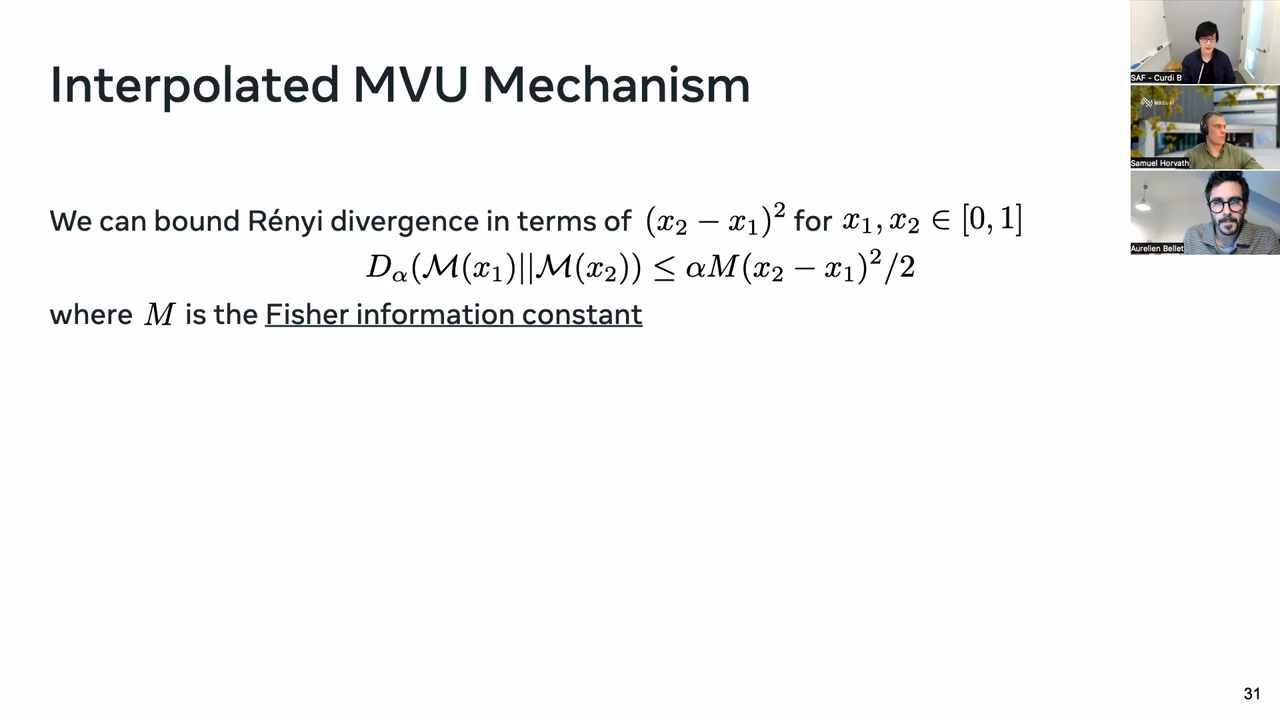 Interpolated MVU Mechanism
We can bound Rényi divergence in terms of (x₂ − x₁)² for x₁, x₂ ∈ [0, 1]
D_α(ℳ(x₁)||ℳ(x₂)) ≤ αM(x₂ − x₁)²/2
where M is the Fisher information constant
SAF - Curdi B
Samuel Horvath
Aurelien Bellet
31